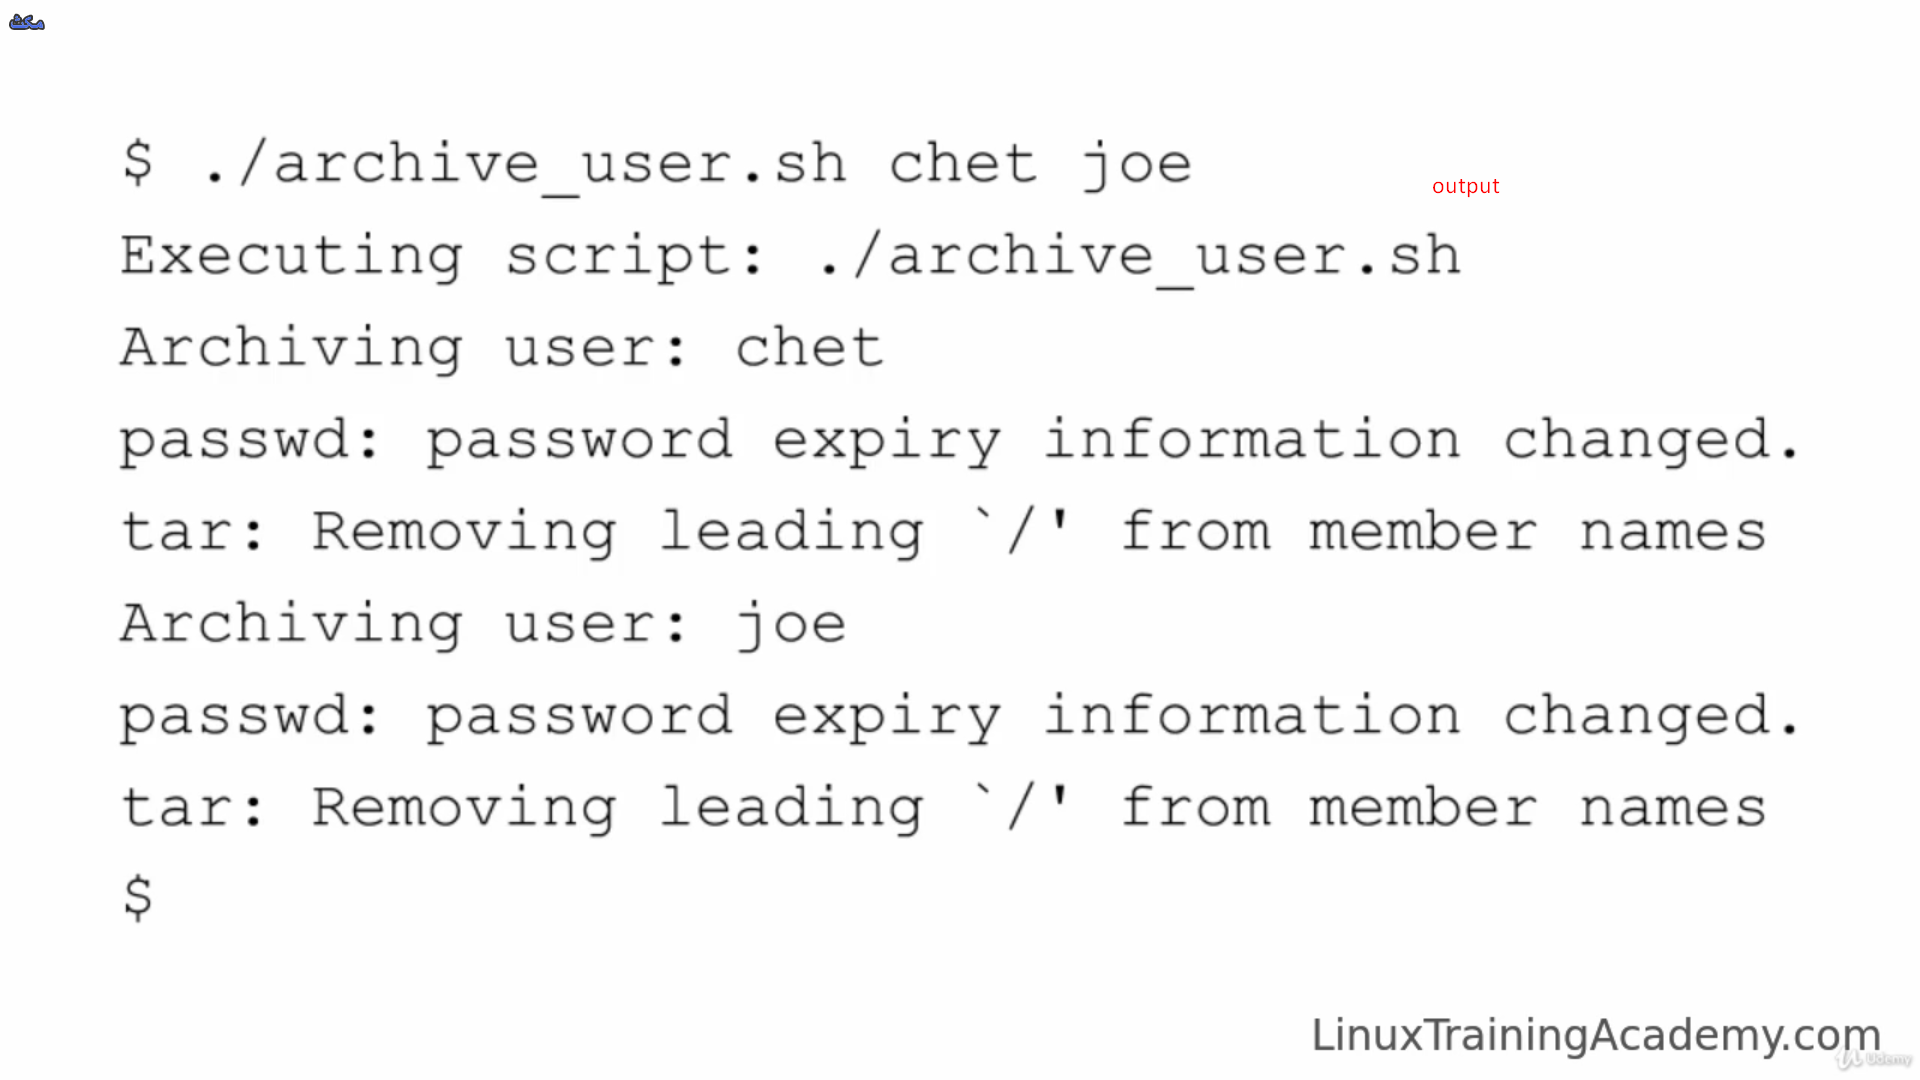 مكث
$ ./archive_user.sh chet joe
output
Executing script: ./archive_user.sh
Archiving user: chet
passwd: password expiry information changed.
tar: Removing leading `/' from member names
Archiving user: joe
passwd: password expiry information changed.
tar: Removing leading `/' from member names
$
LinuxTrainingAcademy.com
Udemy